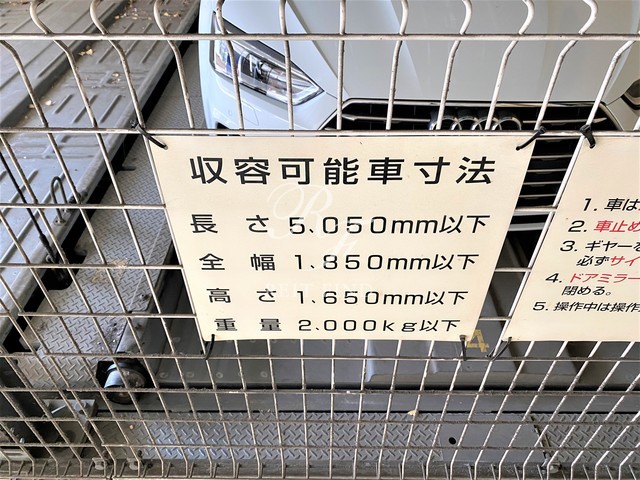 収容可能車寸法
長さ 5,050mm以下
全幅 1,850mm以下
高さ 1,650mm以下
重量 2,000kg以下
4
1. 車は
2. 車止め
3. ギヤーを
必ずサイ
4. ドアミラー
閉める。
5. 操作中は操作